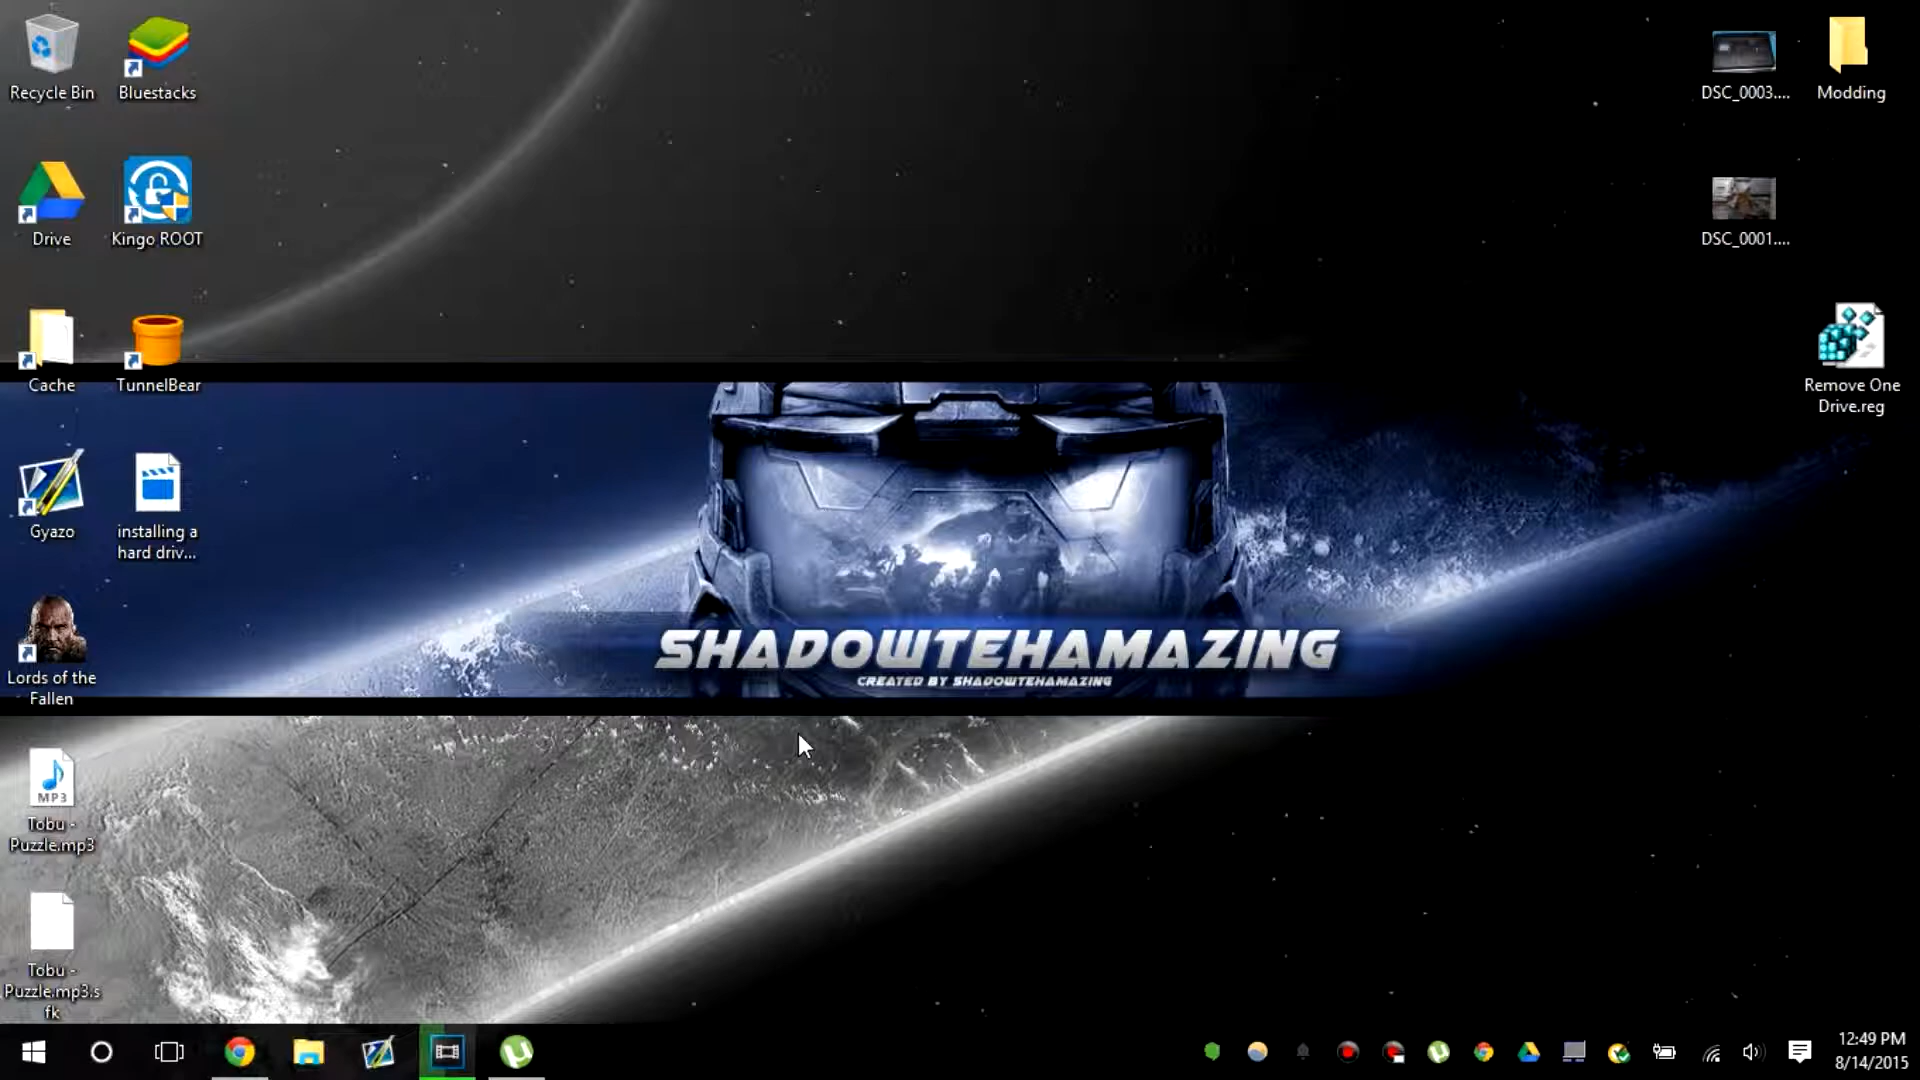 Recycle Bin
Bluestacks
DSC_0003....
Modding
Drive
Kingo ROOT
DSC_0001....
Cache
TunnelBear
Remove One
Drive.reg
Gyazo
installing a
hard driv...
SHADOWTEHAMAZING
CREATED BY SHADOWTEHAMAZING
Lords of the
Fallen
MP3
Tobu -
Puzzle.mp3
Tobu -
Puzzle.mp3.s
fk
12:49 PM
8/14/2015